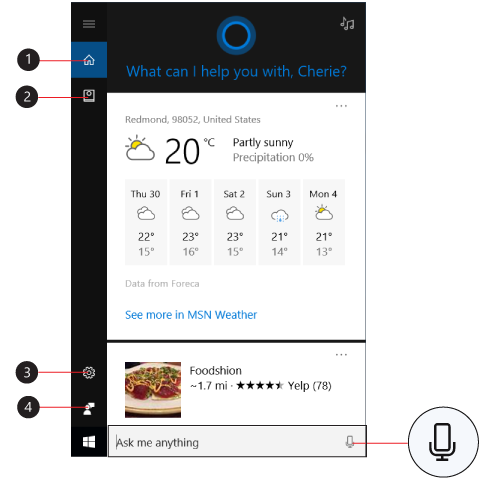 1
What can I help you with, Cherie?
2
...
Redmond, 98052, United States
20 °C
Partly sunny
Precipitation 0%
Thu 30 Fri 1 Sat 2 Sun 3 Mon 4
22° 23° 23° 21° 21°
15° 16° 15° 14° 13°
Data from Foreca
See more in MSN Weather
...
3
Foodshion
~1.7 mi · ★★★★⯨ Yelp (78)
4
Ask me anything